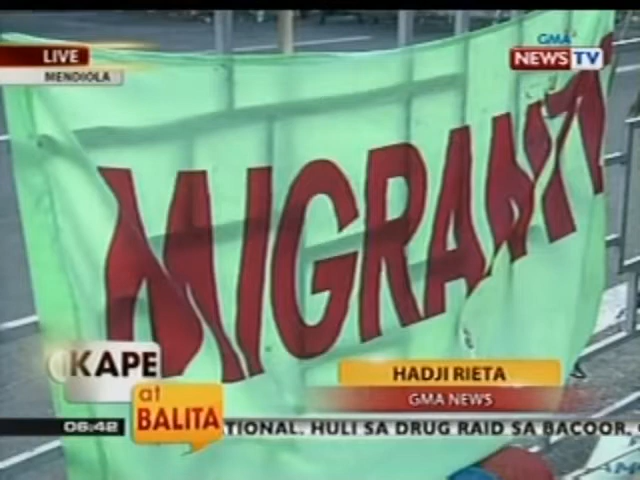 LIVE
MENDIOLA
GMA
NEWS TV
MIGRANT
KAPE
at
BALITA
HADJI RIETA
GMA NEWS
06:42
TIONAL. HULI SA DRUG RAID SA BACOOR,